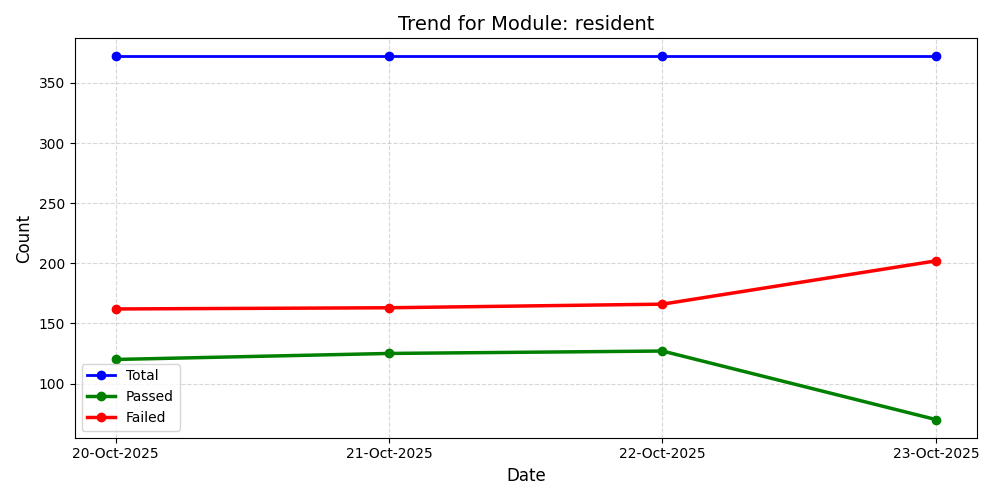 Trend for Module: resident
Count
350
300
250
200
150
100
Total
Passed
Failed
20-Oct-2025
21-Oct-2025
22-Oct-2025
23-Oct-2025
Date